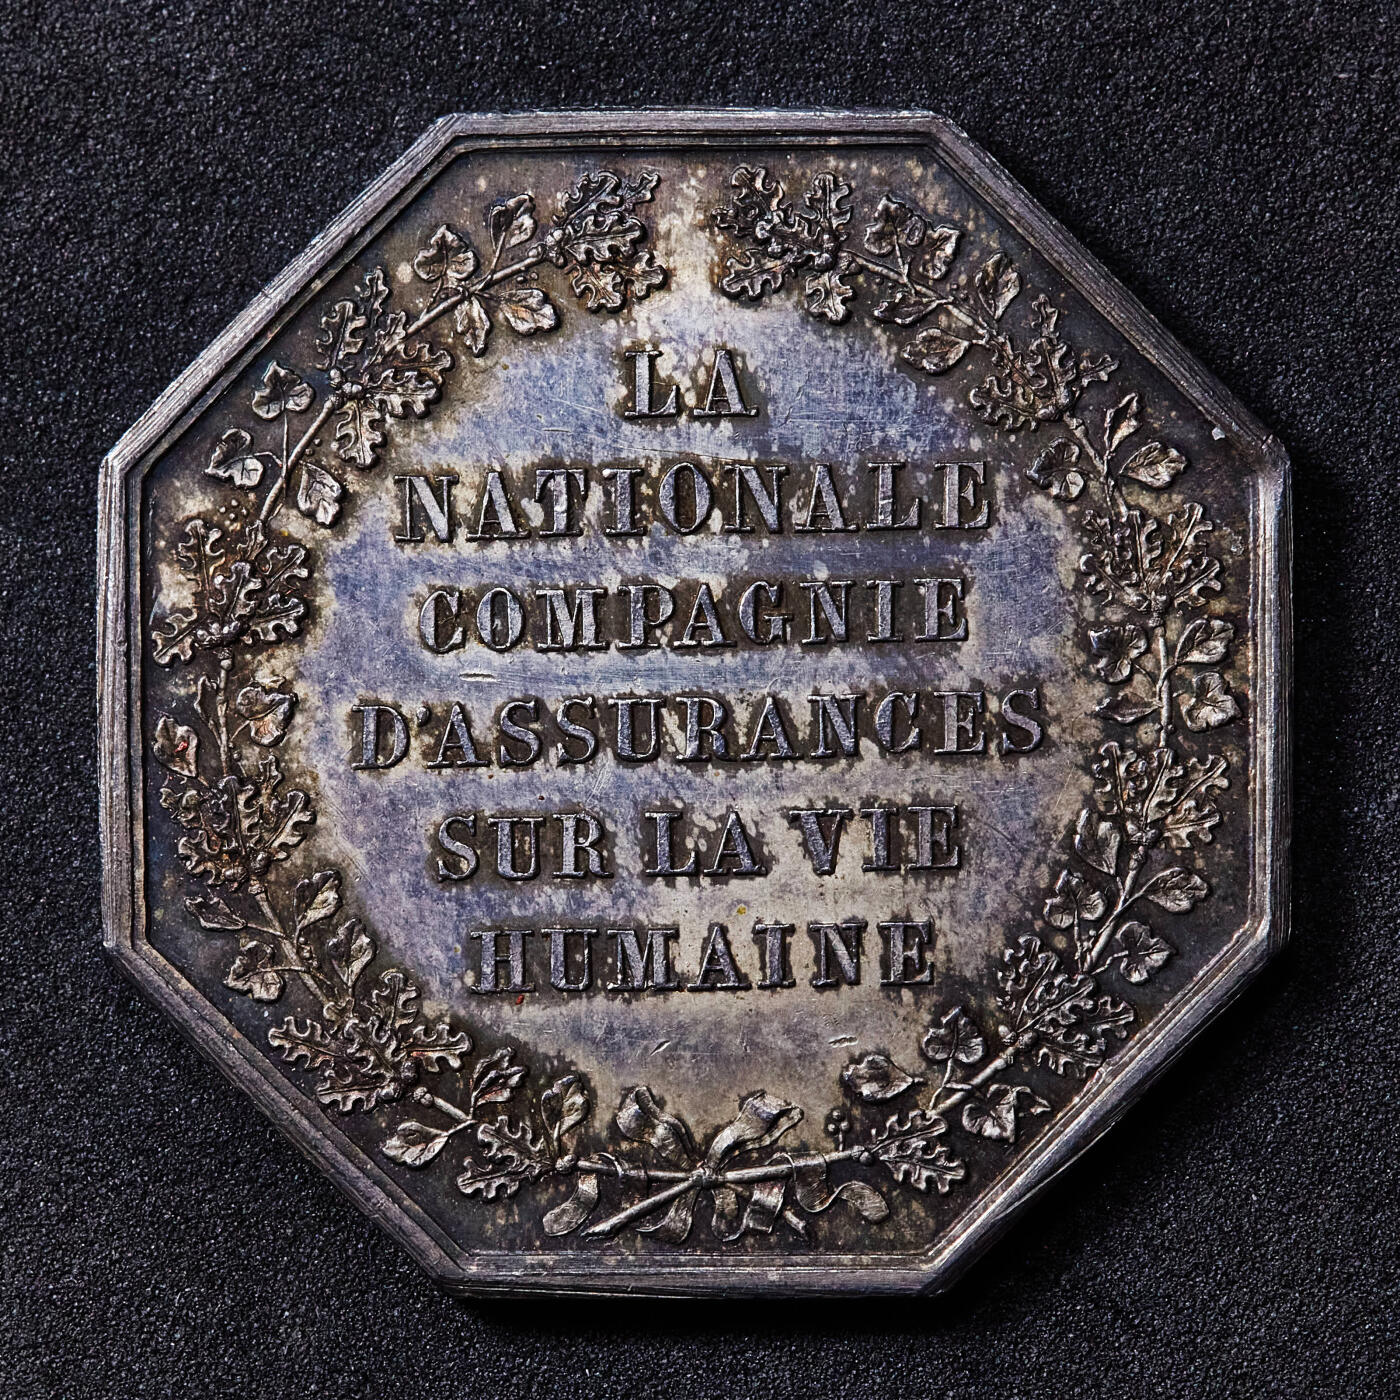 LA
NATIONALE
COMPAGNIE
D'ASSURANCES
SUR LA VIE
HUMAINE